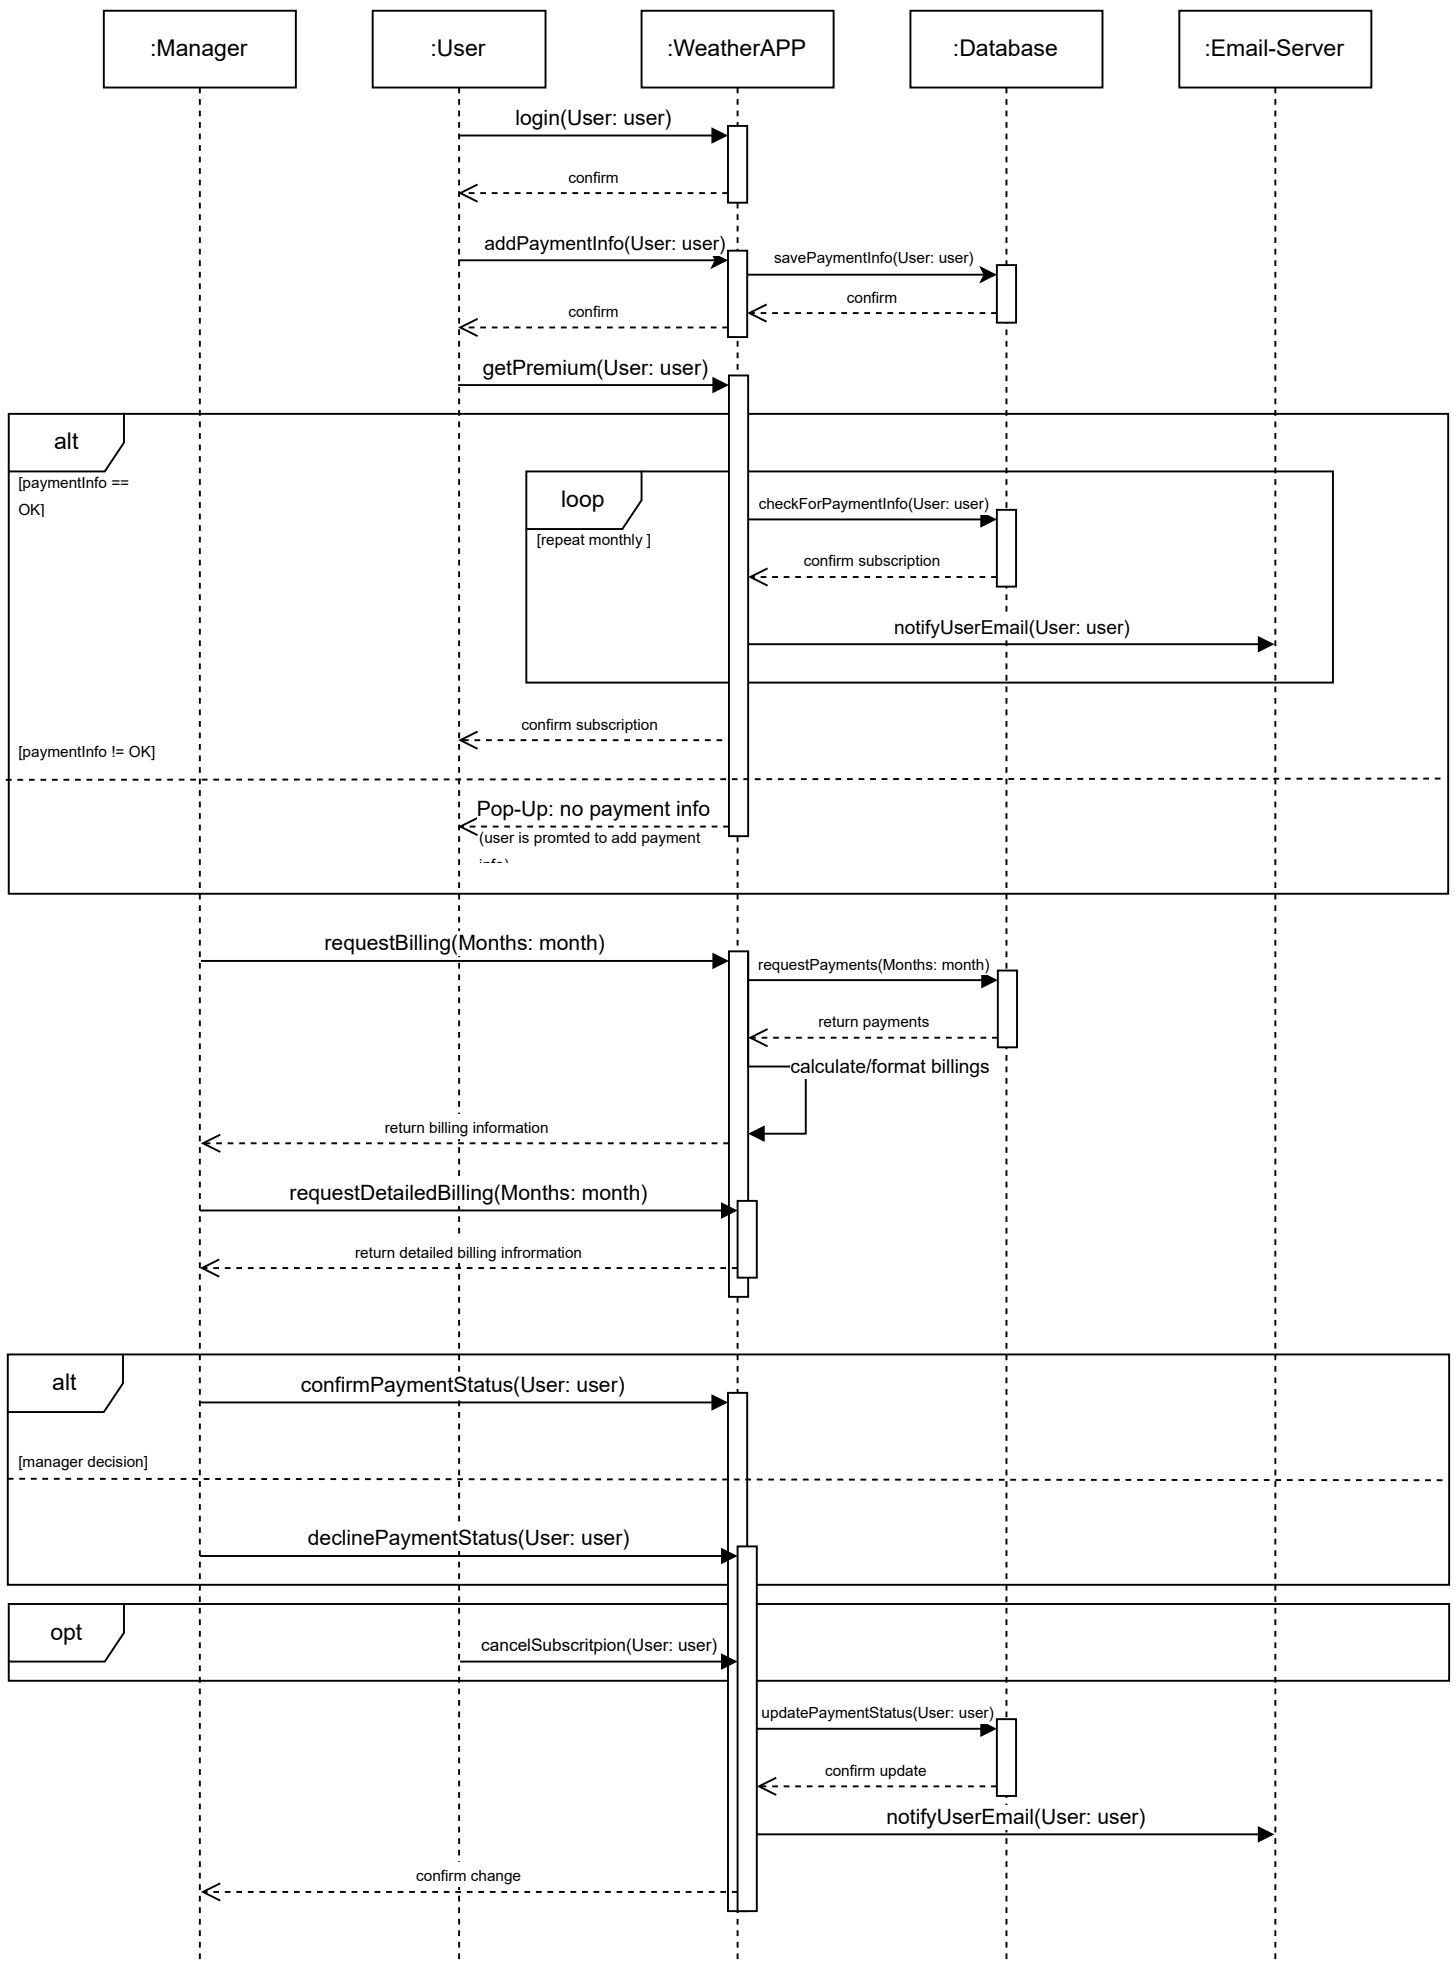 :Manager
:User
:WeatherAPP
:Database
:Email-Server
login(User: user)
confirm
addPaymentInfo(User: user)
savePaymentInfo(User: user)
confirm
confirm
getPremium(User: user)
alt
[paymentInfo ==
OK]
loop
checkForPaymentInfo(User: user)
[repeat monthly ]
confirm subscription
notifyUserEmail(User: user)
confirm subscription
[paymentInfo != OK]
Pop-Up: no payment info
(user is promted to add payment
info)
requestBilling(Months: month)
requestPayments(Months: month)
return payments
calculate/format billings
return billing information
requestDetailedBilling(Months: month)
return detailed billing infrormation
alt
confirmPaymentStatus(User: user)
[manager decision]
declinePaymentStatus(User: user)
opt
cancelSubscritpion(User: user)
updatePaymentStatus(User: user)
confirm update
notifyUserEmail(User: user)
confirm change